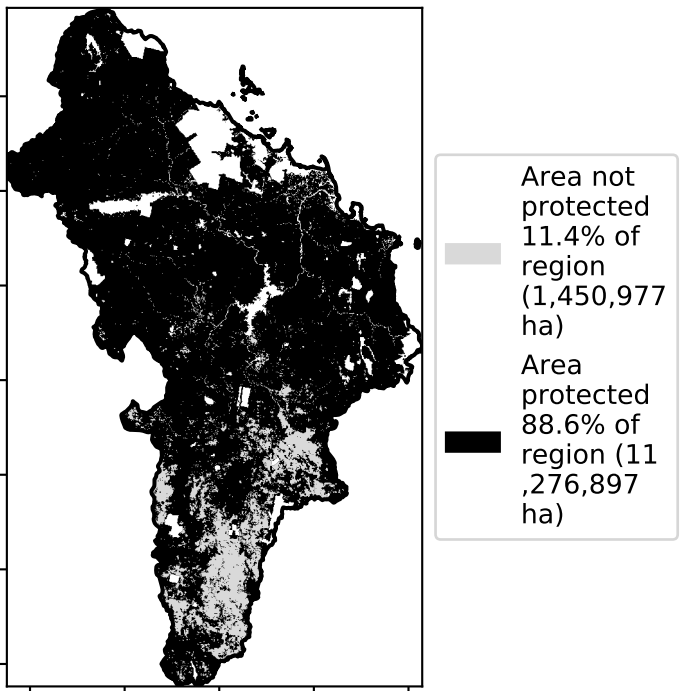 Area not
protected
11.4% of
region
(1,450,977
ha)
Area
protected
88.6% of
region (11
,276,897
ha)